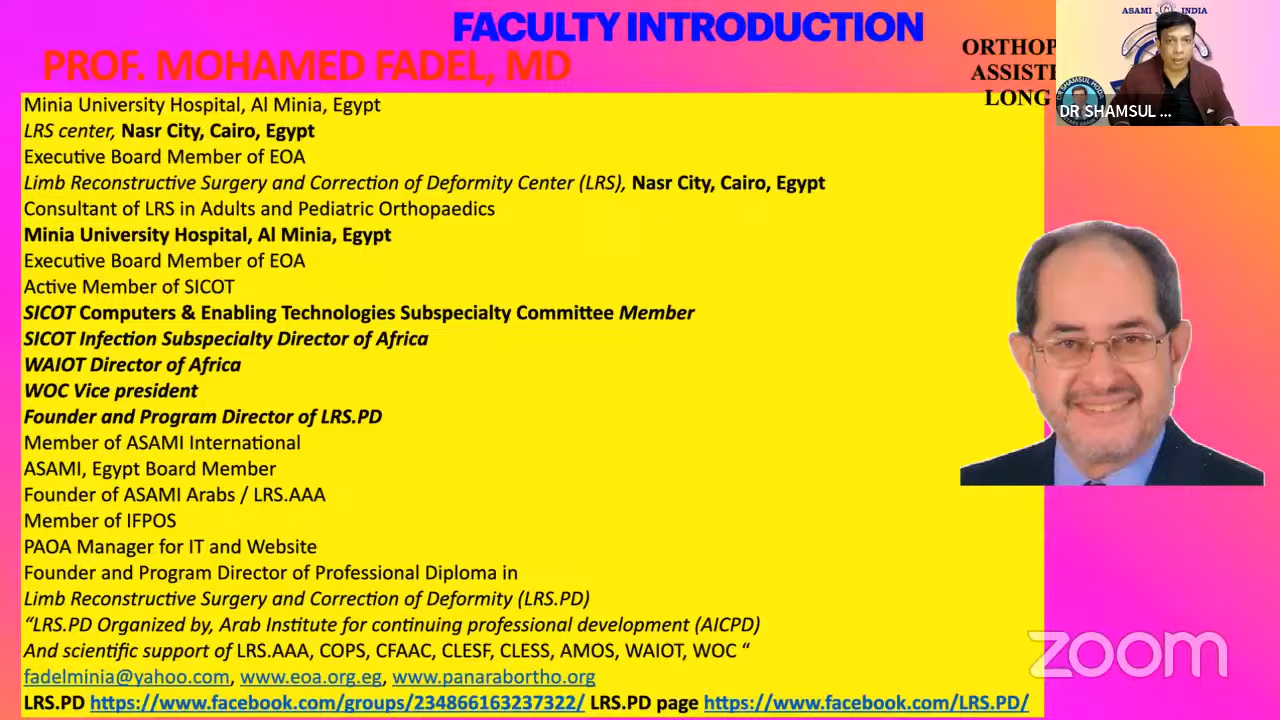 FACULTY INTRODUCTION
PROF. MOHAMED FADEL, MD
Minia University Hospital, Al Minia, Egypt
LRS center, Nasr City, Cairo, Egypt
Executive Board Member of EOA
Limb Reconstructive Surgery and Correction of Deformity Center (LRS), Nasr City, Cairo, Egypt
Consultant of LRS in Adults and Pediatric Orthopaedics
Minia University Hospital, Al Minia, Egypt
Executive Board Member of EOA
Active Member of SICOT
SICOT Computers & Enabling Technologies Subspecialty Committee Member
SICOT Infection Subspecialty Director of Africa
WAIOT Director of Africa
WOC Vice president
Founder and Program Director of LRS.PD
Member of ASAMI International
ASAMI, Egypt Board Member
Founder of ASAMI Arabs / LRS.AAA
Member of IFPOS
PAOA Manager for IT and Website
Founder and Program Director of Professional Diploma in
Limb Reconstructive Surgery and Correction of Deformity (LRS.PD)
“LRS.PD Organized by, Arab Institute for continuing professional development (AICPD)
And scientific support of LRS.AAA, COPS, CFAAC, CLESF, CLESS, AMOS, WAIOT, WOC “
fadelminia@yahoo.com, www.eoa.org.eg, www.panarabortho.org
LRS.PD https://www.facebook.com/groups/234866163237322/ LRS.PD page https://www.facebook.com/LRS.PD/
ORTHOP
ASSISTE
LONG
ASAMI INDIA
DR SHAMSUL HODA
DR SHAMSUL ...
zoom